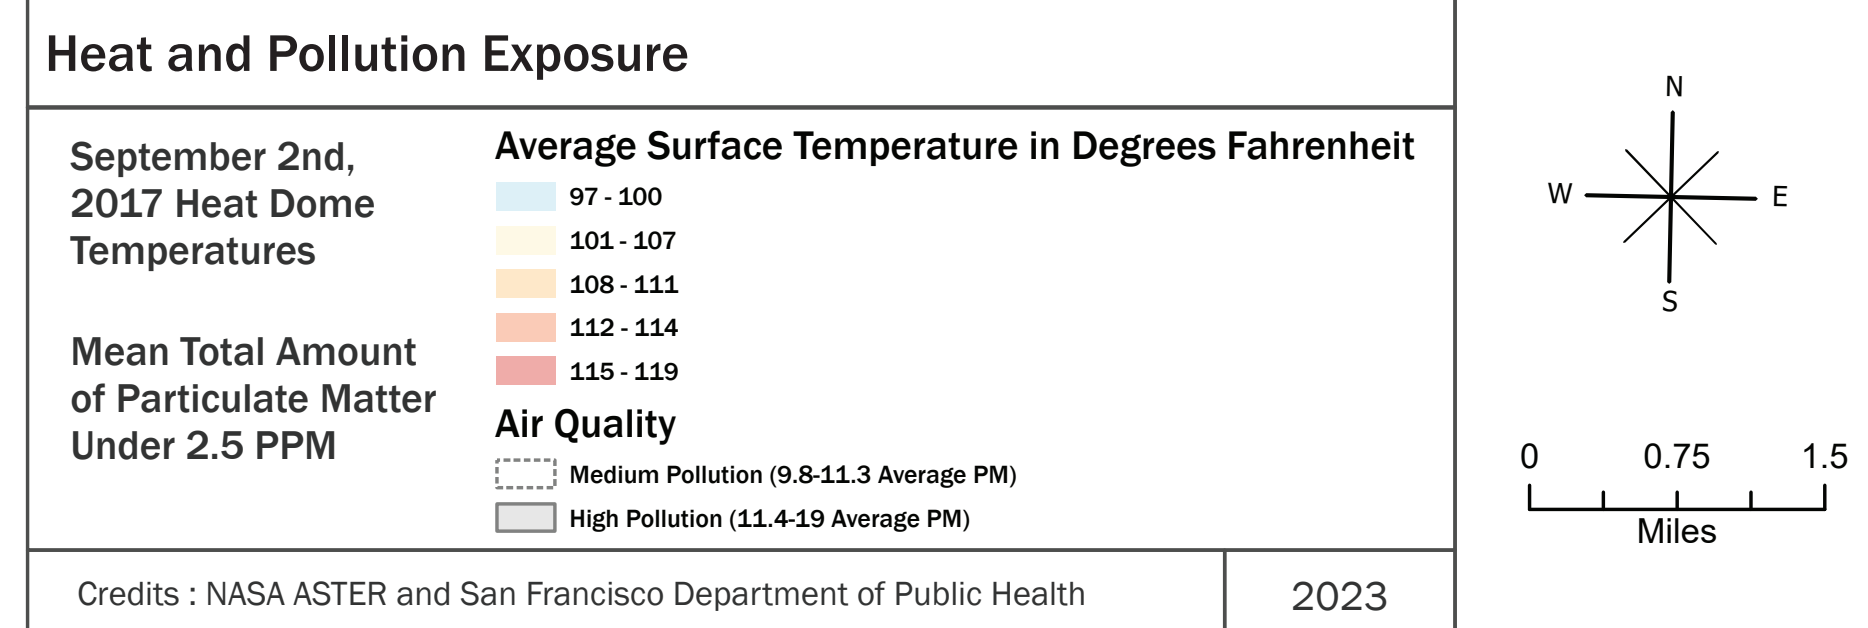 Heat and Pollution Exposure
September 2nd,
2017 Heat Dome
Temperatures
Mean Total Amount
of Particulate Matter
Under 2.5 PPM
Average Surface Temperature in Degrees Fahrenheit
97 - 100
101 - 107
108 - 111
112 - 114
115 - 119
Air Quality
Medium Pollution (9.8-11.3 Average PM)
High Pollution (11.4-19 Average PM)
Credits : NASA ASTER and San Francisco Department of Public Health
2023
N
W E
S
0 0.75 1.5
Miles